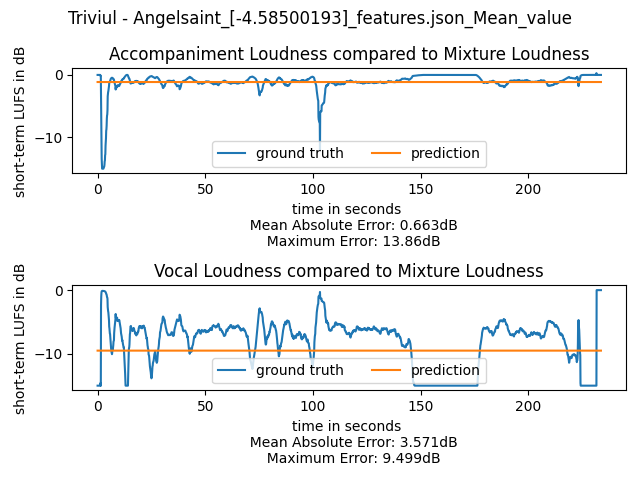 Triviul - Angelsaint_[-4.58500193]_features.json_Mean_value
Accompaniment Loudness compared to Mixture Loudness
short-term LUFS in dB
0
−10
ground truth
prediction
0
50
100
150
200
time in seconds
Mean Absolute Error: 0.663dB
Maximum Error: 13.86dB
Vocal Loudness compared to Mixture Loudness
short-term LUFS in dB
0
−10
ground truth
prediction
0
50
100
150
200
time in seconds
Mean Absolute Error: 3.571dB
Maximum Error: 9.499dB